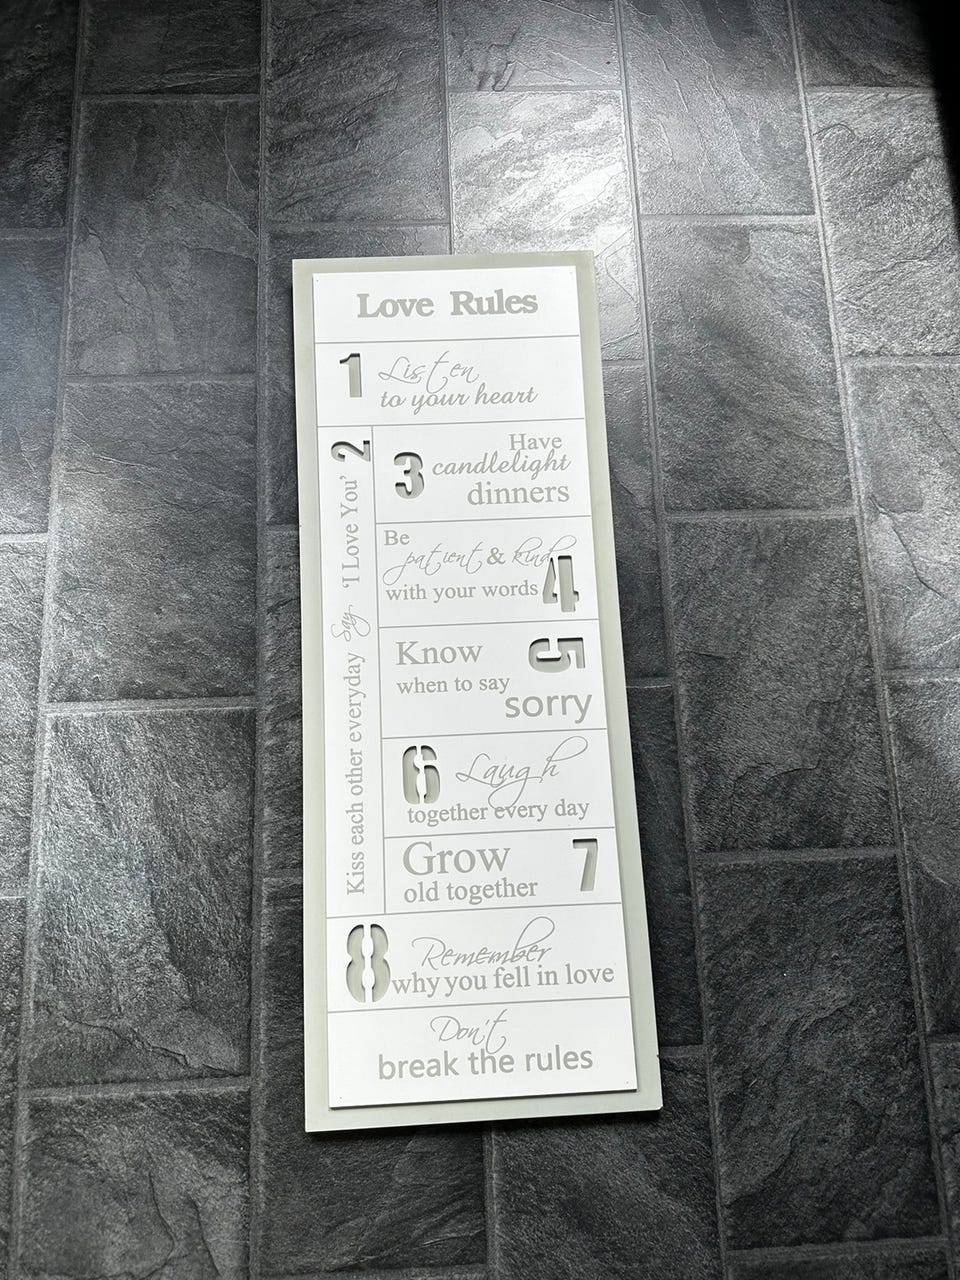 Love Rules
1
Listen
to your heart
2
Kiss each other everyday Say 'I Love You'
3
Have
candlelight
dinners
Be
patient & kind
with your words
4
Know
when to say
sorry
5
6
Laugh
together every day
Grow
old together
7
8
Remember
why you fell in love
Don't
break the rules